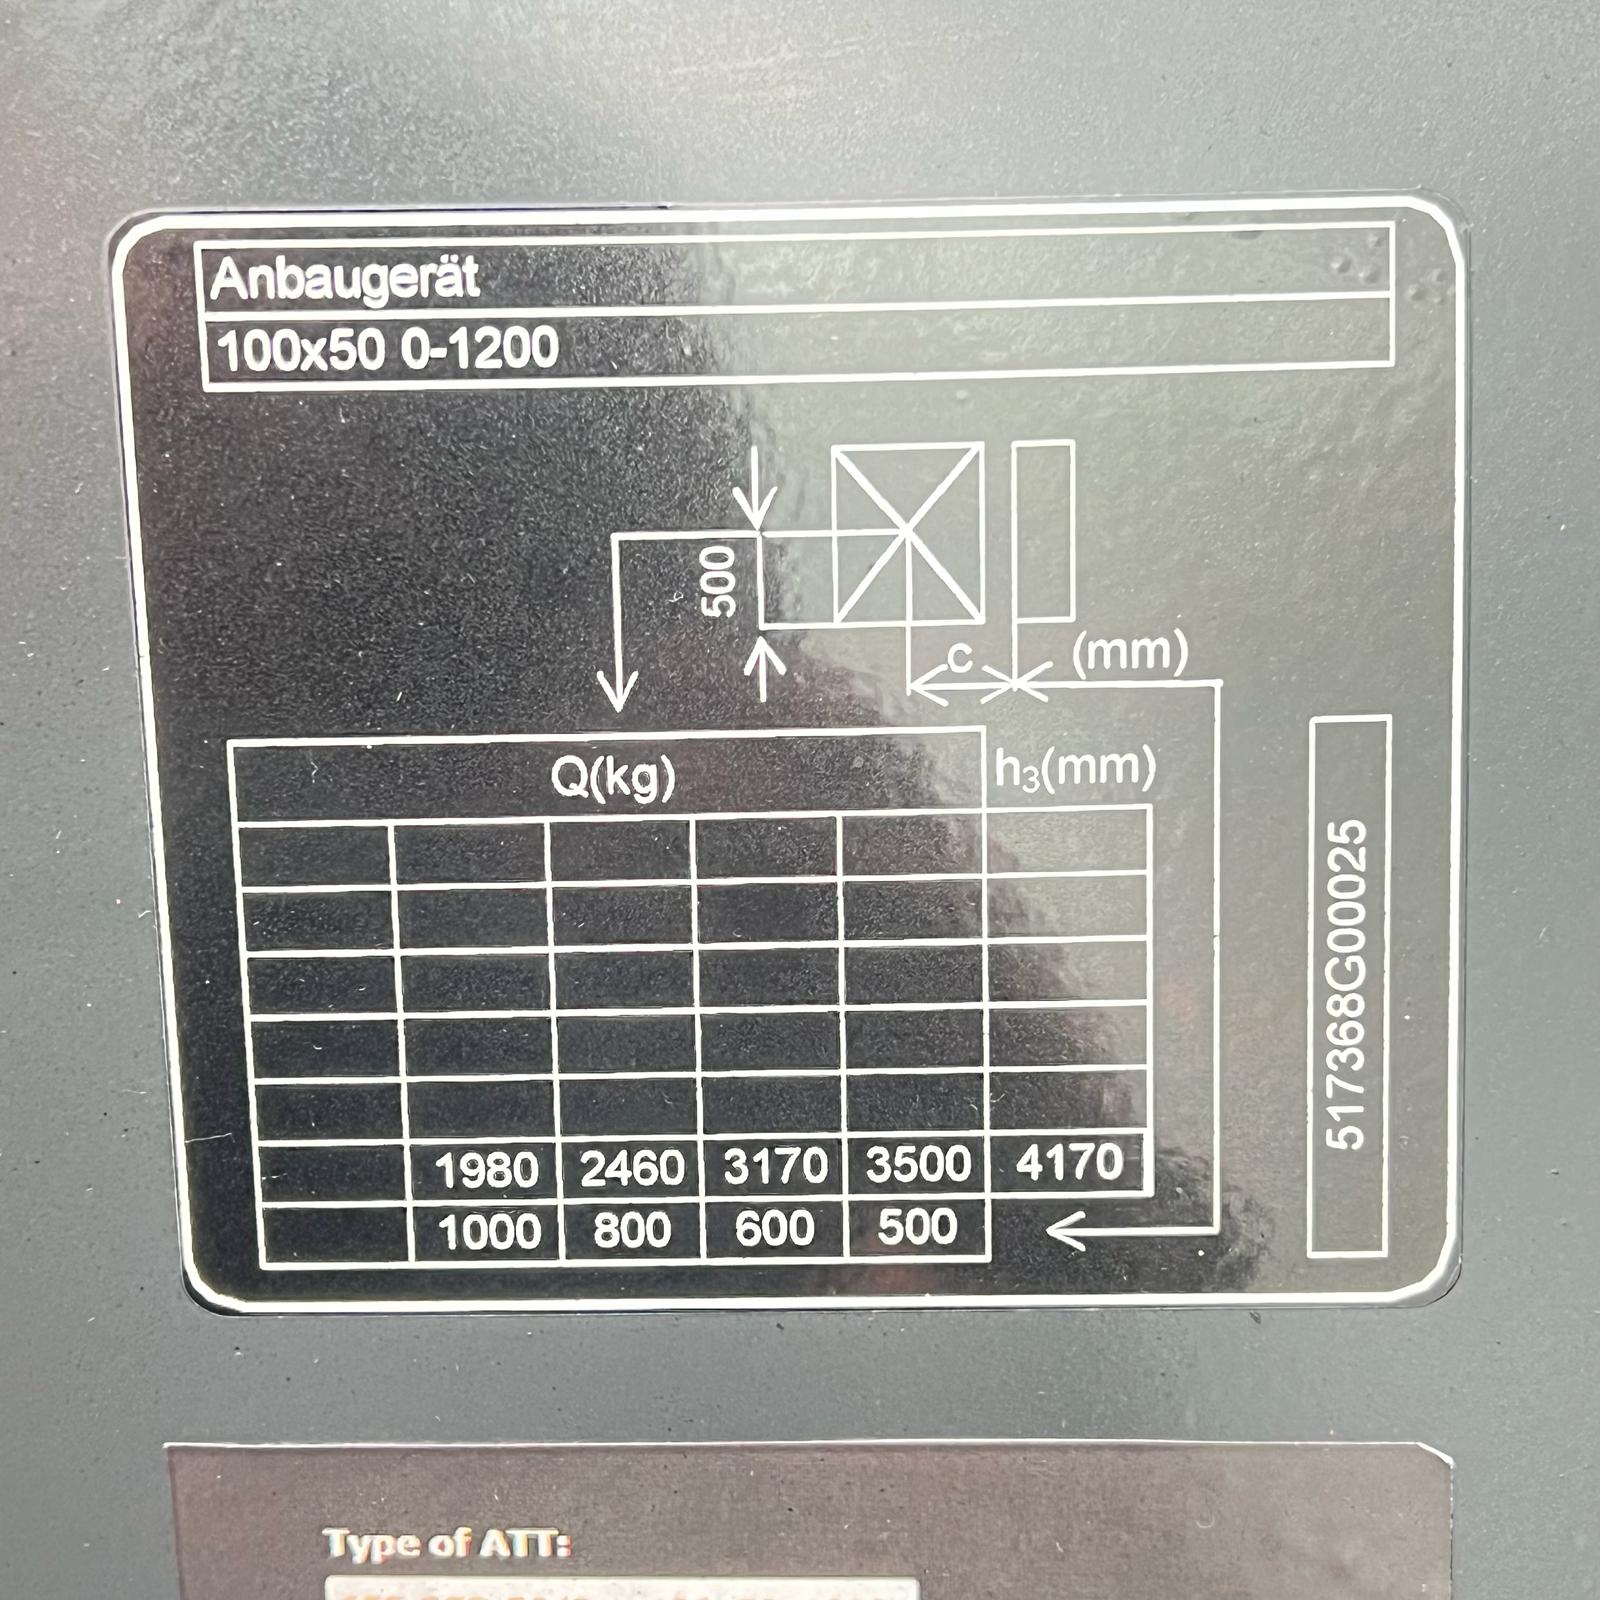 Anbaugerät
100x50 0-1200
500
c
(mm)
Q(kg) h₃(mm)
1980 2460 3170 3500 4170
1000 800 600 500
517368G00025
Type of ATT: